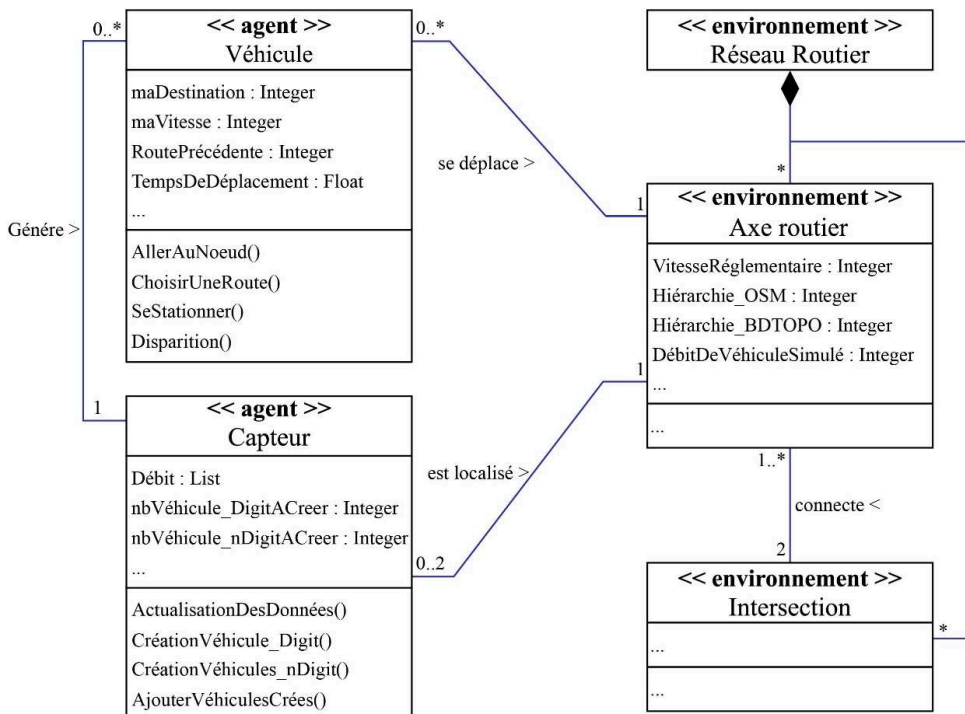 0..*
<< agent >>
Véhicule
maDestination : Integer
maVitesse : Integer
RoutePrécédente : Integer
TempsDeDéplacement : Float
...
AllerAuNoeud()
ChoisirUneRoute()
SeStationner()
Disparition()
0..*
se déplace >
1
Génére >
1
<< agent >>
Capteur
Débit : List
nbVéhicule_DigitACreer : Integer
nbVéhicule_nDigitACreer : Integer
...
ActualisationDesDonnées()
CréationVéhicule_Digit()
CréationVéhicules_nDigit()
AjouterVéhiculesCrées()
0..2
est localisé >
1
<< environnement >>
Réseau Routier
*
<< environnement >>
Axe routier
VitesseRéglementaire : Integer
Hiérarchie_OSM : Integer
Hiérarchie_BDTOPO : Integer
DébitDeVéhiculeSimulé : Integer
...
...
1..*
connecte <
2
<< environnement >>
Intersection
...
...
*